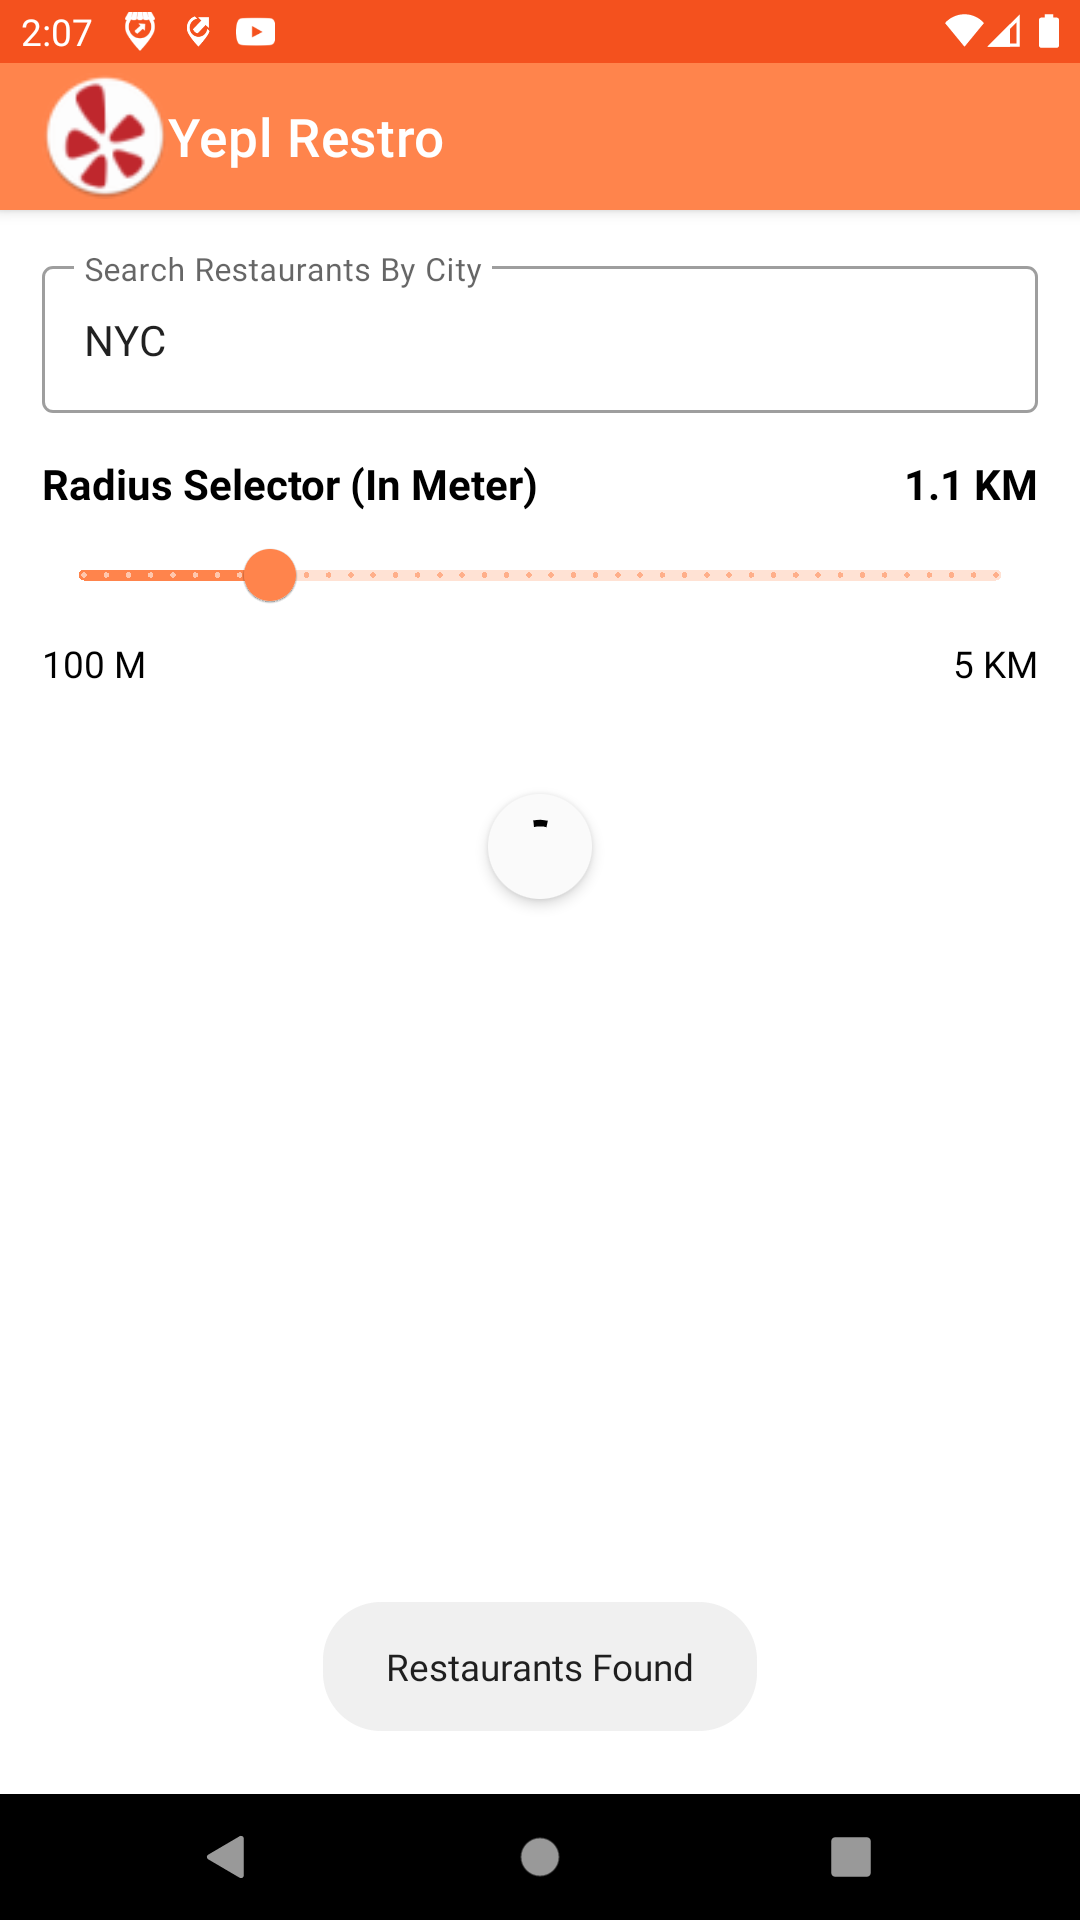 2:07
Yepl Restro
Search Restaurants By City
NYC
Radius Selector (In Meter) 1.1 KM
100 M 5 KM
Restaurants Found